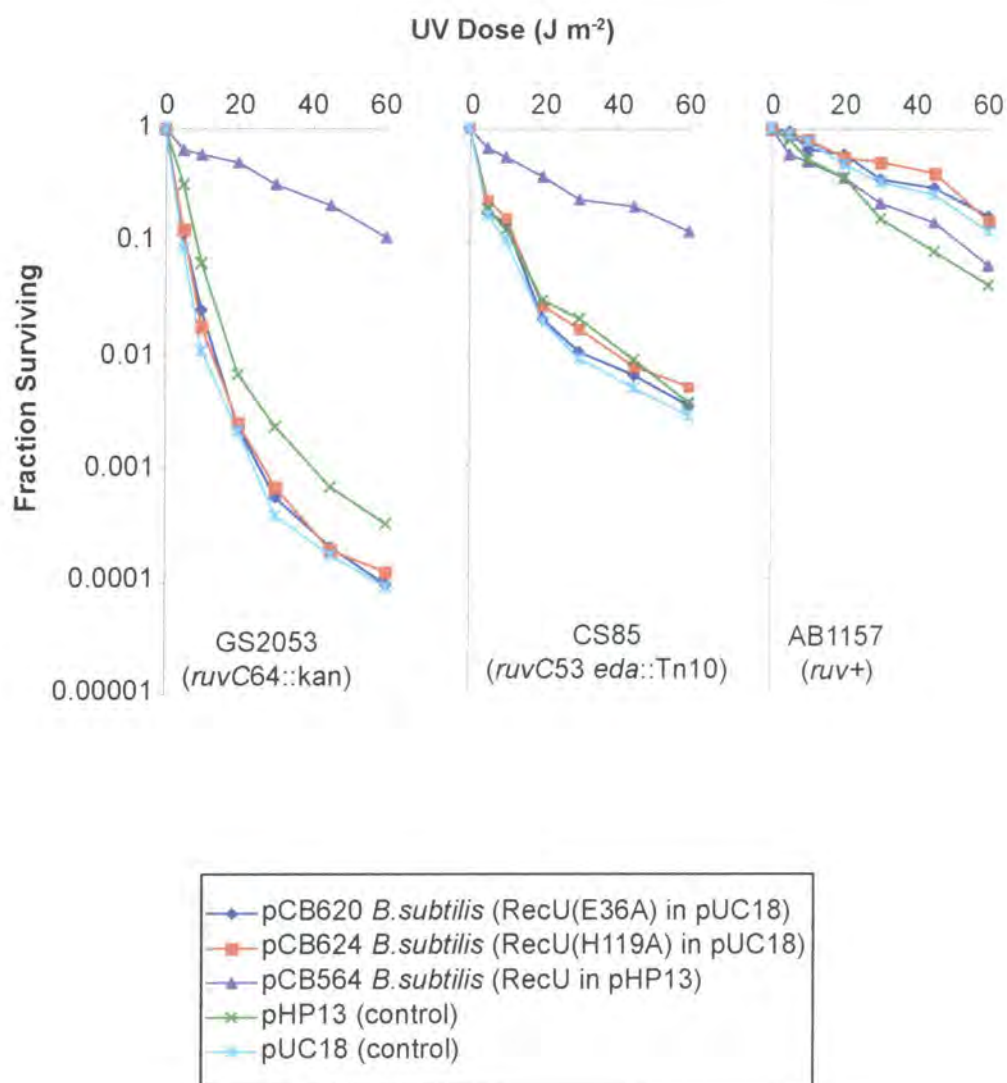 UV Dose (J m-2)
0 20 40 60
0 20 40 60
0 20 40 60
1
0.1
0.01
0.001
0.0001
0.00001
Fraction Surviving
GS2053
(ruvC64::kan)
CS85
(ruvC53 eda::Tn10)
AB1157
(ruv+)
pCB620 B.subtilis (RecU(E36A) in pUC18)
pCB624 B.subtilis (RecU(H119A) in pUC18)
pCB564 B.subtilis (RecU in pHP13)
pHP13 (control)
pUC18 (control)